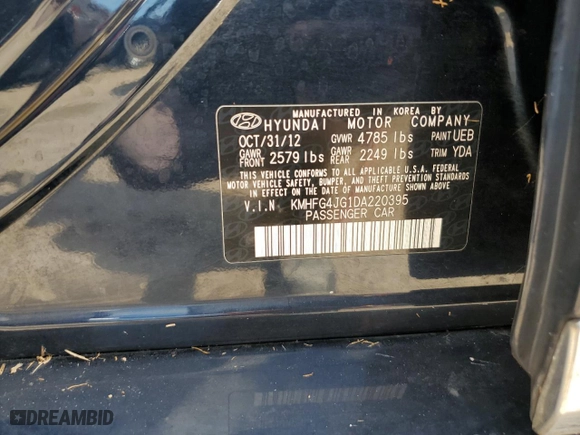 MANUFACTURED IN KOREA BY
HYUNDAI MOTOR COMPANY
OCT/31/12 GVWR 4785 lbs PAINT UEB
GAWR FRONT 2579 lbs GAWR REAR 2249 lbs TRIM YDA
THIS VEHICLE CONFORMS TO ALL APPLICABLE U.S.A. FEDERAL
MOTOR VEHICLE SAFETY, BUMPER, AND THEFT PREVENTION
STANDARDS IN EFFECT ON THE DATE OF MANUFACTURE SHOWN ABOVE.
V.I.N KMHFG4JG1DA220395
PASSENGER CAR
DREAMBID